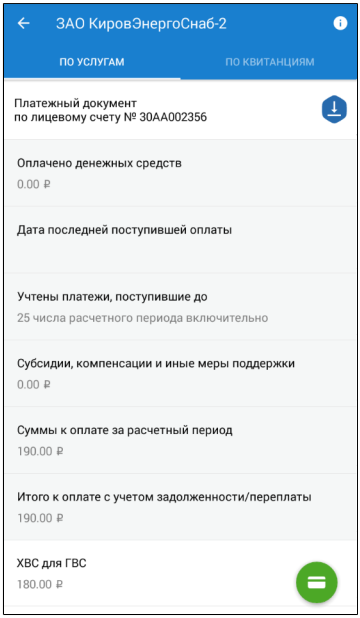 ЗАО КировЭнергоСнаб-2
ПО УСЛУГАМ
ПО КВИТАНЦИЯМ
Платежный документ
по лицевому счету № 30АА002356
Оплачено денежных средств
0.00 ₽
Дата последней поступившей оплаты
Учтены платежи, поступившие до
25 числа расчетного периода включительно
Субсидии, компенсации и иные меры поддержки
0.00 ₽
Суммы к оплате за расчетный период
190.00 ₽
Итого к оплате с учетом задолженности/переплаты
190.00 ₽
ХВС для ГВС
180.00 ₽